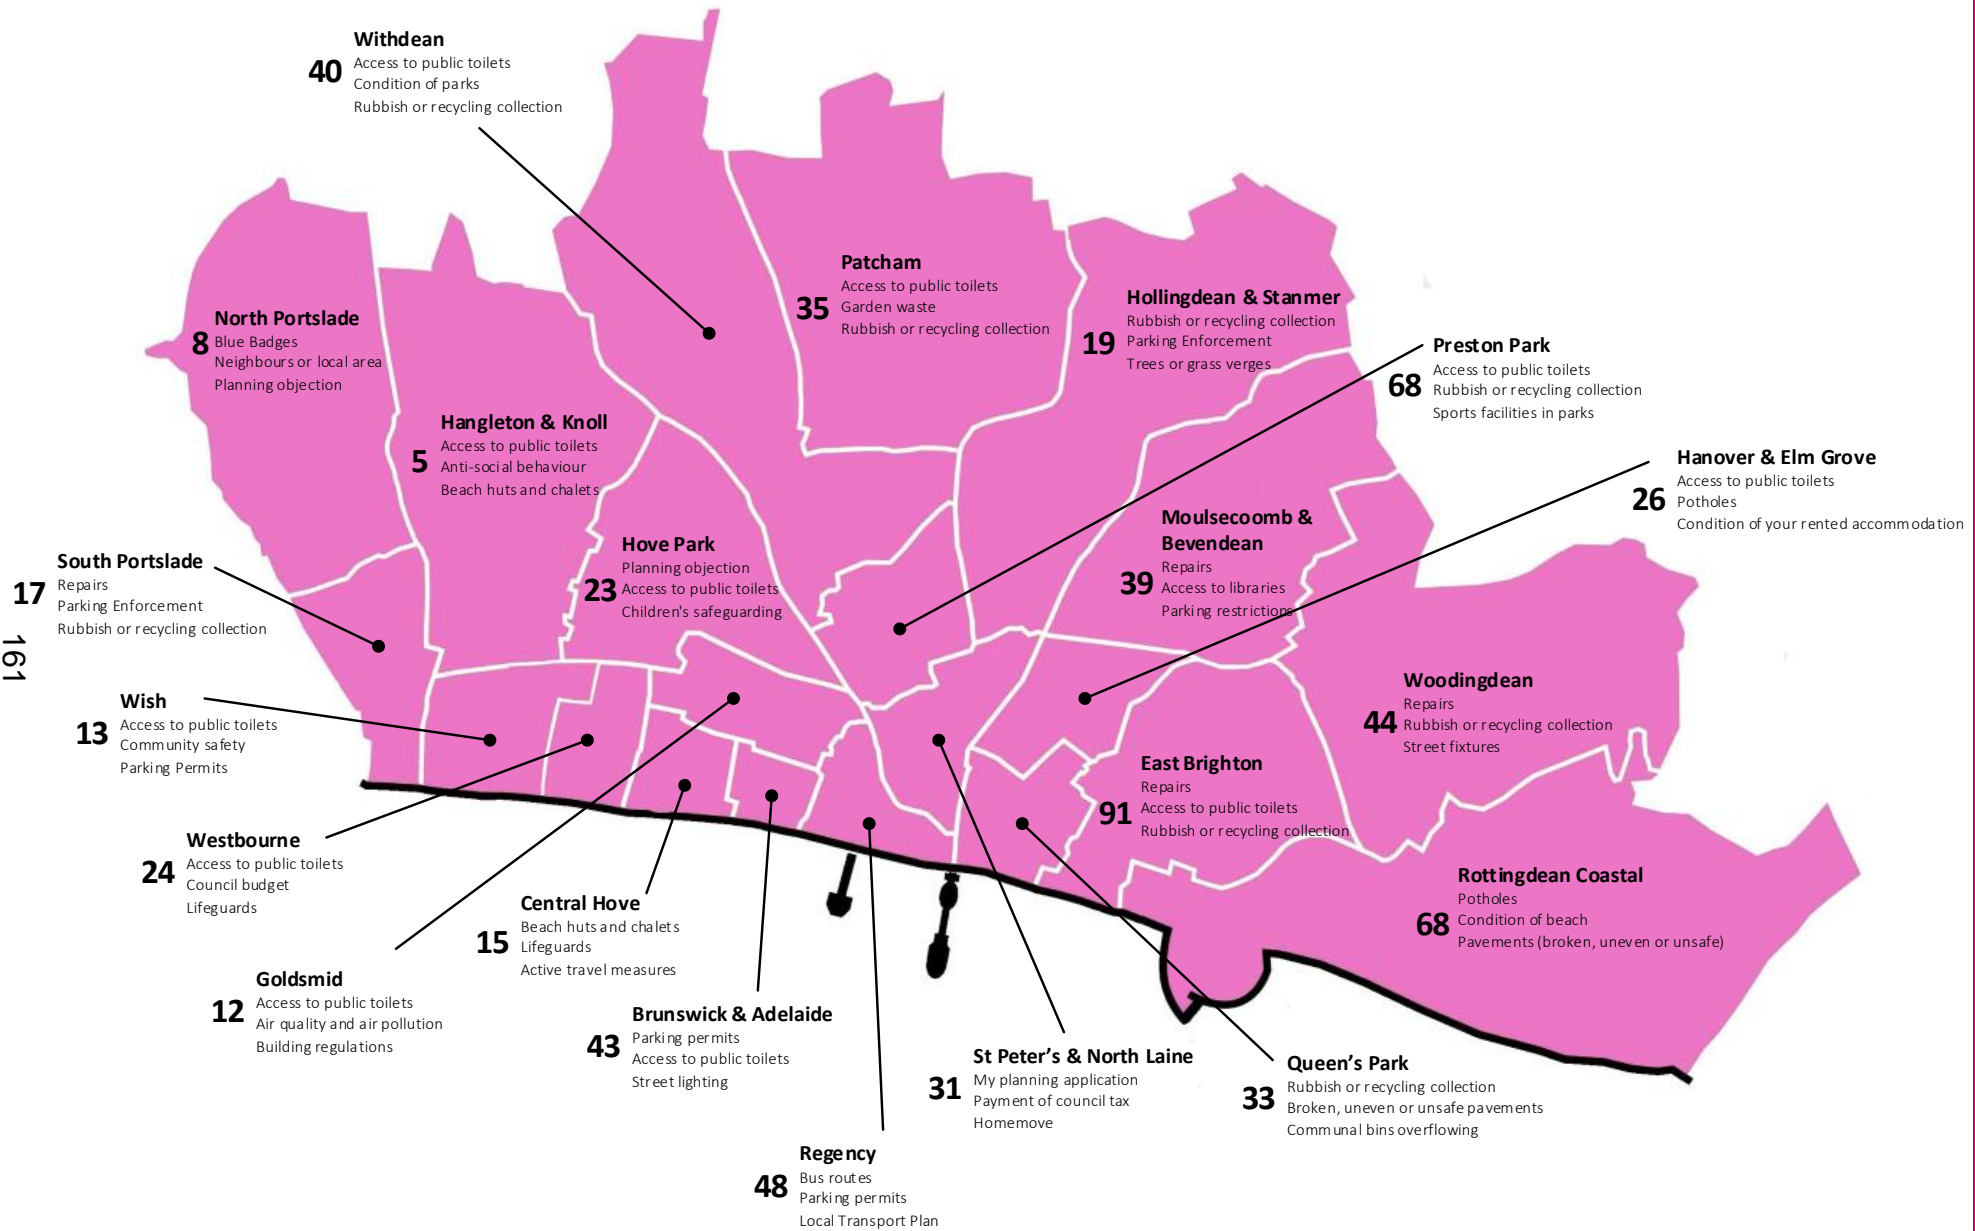 Withdean
40
Access to public toilets
Condition of parks
Rubbish or recycling collection
Patcham
35
Access to public toilets
Garden waste
Rubbish or recycling collection
Hollingdean & Stanmer
19
Rubbish or recycling collection
Parking Enforcement
Trees or grass verges
North Portslade
8
Blue Badges
Neighbours or local area
Planning objection
Preston Park
68
Access to public toilets
Rubbish or recycling collection
Sports facilities in parks
Hangleton & Knoll
5
Access to public toilets
Anti-social behaviour
Beach huts and chalets
Hanover & Elm Grove
26
Access to public toilets
Potholes
Condition of your rented accommodation
Moulsecoomb &
Bevendean
39
Repairs
Access to libraries
Parking restrictions
Hove Park
23
Planning objection
Access to public toilets
Children's safeguarding
South Portslade
17
Repairs
Parking Enforcement
Rubbish or recycling collection
161
Woodingdean
44
Repairs
Rubbish or recycling collection
Street fixtures
Wish
13
Access to public toilets
Community safety
Parking Permits
East Brighton
91
Repairs
Access to public toilets
Rubbish or recycling collection
Westbourne
24
Access to public toilets
Council budget
Lifeguards
Rottingdean Coastal
68
Potholes
Condition of beach
Pavements (broken, uneven or unsafe)
Central Hove
15
Beach huts and chalets
Lifeguards
Active travel measures
Goldsmid
12
Access to public toilets
Air quality and air pollution
Building regulations
Brunswick & Adelaide
43
Parking permits
Access to public toilets
Street lighting
St Peter's & North Laine
31
My planning application
Payment of council tax
Homemove
Queen's Park
33
Rubbish or recycling collection
Broken, uneven or unsafe pavements
Communal bins overflowing
Regency
48
Bus routes
Parking permits
Local Transport Plan